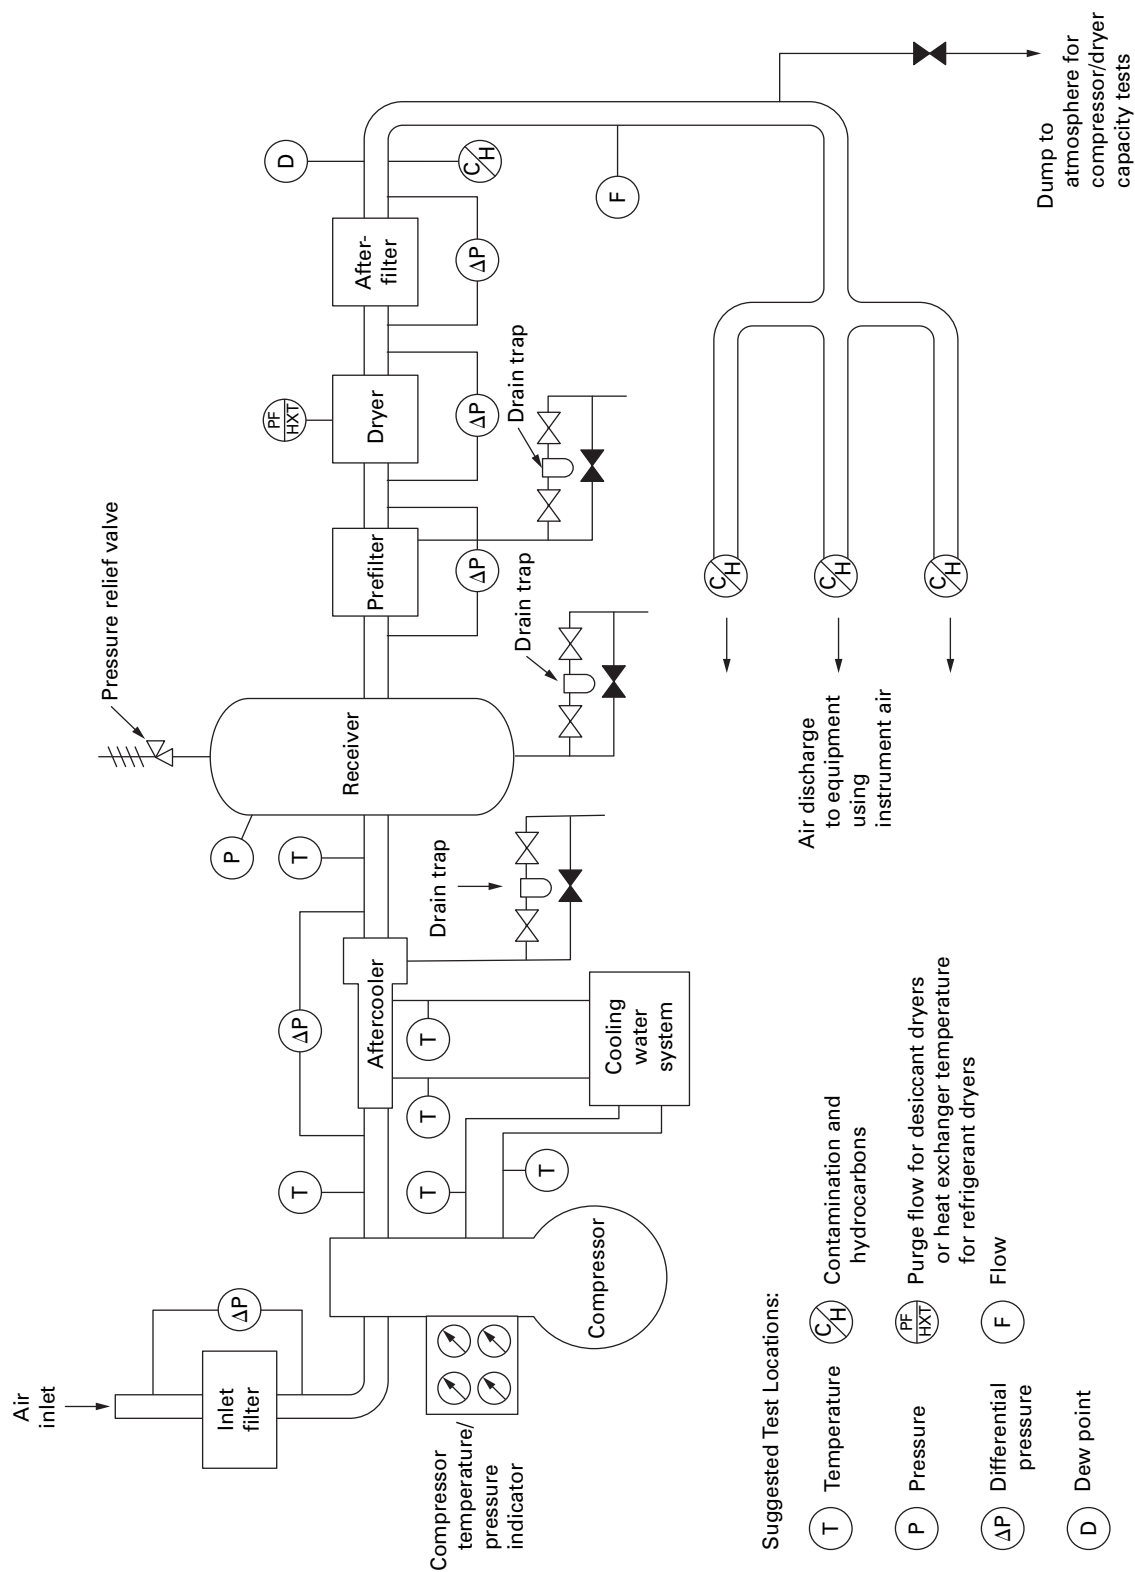 Air
inlet
Inlet
filter
ΔP
Compressor
temperature/
pressure
indicator
Compressor
T
T
T
ΔP
Aftercooler
T
T
Cooling
water
system
Drain trap
T
P
Receiver
Pressure relief valve
Drain trap
Prefilter
ΔP
Drain trap
PF
HXT
Dryer
ΔP
After-
filter
ΔP
D
C/H
F
Dump to
atmosphere for
compressor/dryer
capacity tests
C/H
C/H
C/H
Air discharge
to equipment
using
instrument air
Suggested Test Locations:
T Temperature
P Pressure
ΔP Differential
pressure
D Dew point
C/H Contamination and
hydrocarbons
PF
HXT
Purge flow for desiccant dryers
or heat exchanger temperature
for refrigerant dryers
F Flow